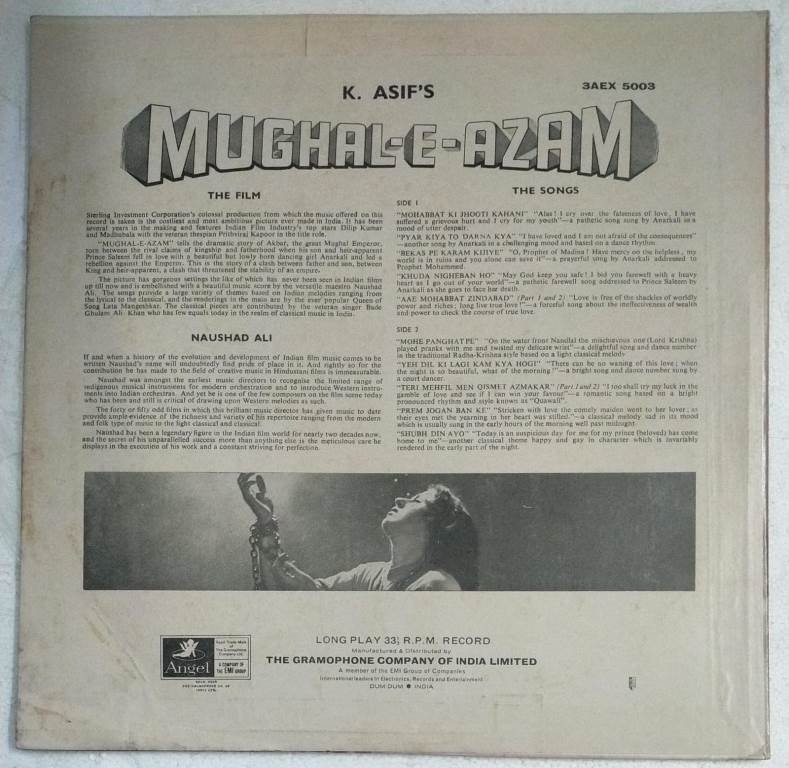 K. ASIF'S
3AEX 5003
MUGHAL-E-AZAM
THE FILM
Sterling Investment Corporation's colossal production from which the music offered on this
record is taken is the costliest and most ambitious picture ever made in India. It has been
several years in the making and features Indian Film Industry's top stars Dilip Kumar
and Madhubala with the veteran thespian Prithviraj Kapoor in the title role.
"MUGHAL-E-AZAM" tells the dramatic story of Akbar, the great Mughal Emperor,
torn between the rival claims of kingship and fatherhood when his son and heir-apparent
Prince Saleem fell in love with a beautiful but lowly born dancing girl Anarkali and led a
rebellion against the Emperor. This is the story of a clash between father and son, between
King and heir-apparent, a clash that threatened the stability of an empire.
The picture has gorgeous settings the like of which has never been seen in Indian films
up till now and is embellished with a beautiful music score by the versatile maestro Naushad
Ali. The songs provide a large variety of themes based on Indian melodies ranging from
the lyrical to the classical, and the renderings in the main are by the ever popular Queen of
Song Lata Mangeshkar. The classical pieces are contributed by the veteran singer Bade
Ghulam Ali Khan who has few equals today in the realm of classical music in India.
NAUSHAD ALI
If and when a history of the evolution and development of Indian film music comes to be
written Naushad's name will undoubtedly find pride of place in it. And rightly so for the
contribution he has made to the field of creative music in Hindustani films is immeasurable.
Naushad was amongst the earliest music directors to recognise the limited range of
indigenous musical instruments for modern orchestration and to introduce Western instru-
ments into Indian orchestras. And yet he is one of the few composers on the film scene today
who has been and still is critical of drawing upon Western melodies as such.
The forty or fifty odd films in which this brilliant music director has given music to date
provide ample evidence of the richness and variety of his repertoire ranging from the modern
and folk type of music to the light classical and classical.
Naushad has been a legendary figure in the Indian film world for nearly two decades now,
and the secret of his unparallelled success more than anything else is the meticulous care he
displays in the execution of his work and a constant striving for perfection.
THE SONGS
SIDE 1
"MOHABBAT KI JHOOTI KAHANI" "Alas! I cry over the falseness of love, I have
suffered a grievous hurt and I cry for my youth"—a pathetic song sung by Anarkali in a
mood of utter despair.
"PYAR KIYA TO DARNA KYA" "I have loved and I am not afraid of the consequences"
—another song by Anarkali in a challenging mood and based on a dance rhythm.
"BEKAS PE KARAM KIJIYE" "O, Prophet of Madina! Have mercy on the helpless, my
world is in ruins and you alone can save it"—a prayerful song by Anarkali addressed to
Prophet Mohammed.
"KHUDA NIGHEBAN HO" "May God keep you safe! I bid you farewell with a heavy
heart as I go out of your world"—a pathetic farewell song addressed to Prince Saleem by
Anarkali as she goes to face her death.
"AAE MOHABBAT ZINDABAD" (Part 1 and 2) "Love is free of the shackles of worldly
power and riches; long live true love!"—a forceful song about the ineffectiveness of wealth
and power to check the course of true love.
SIDE 2
"MOHE PANGHAT PE" "On the water front Nandlal the mischievous one (Lord Krishna)
played pranks with me and twisted my delicate wrist"—a delightful song and dance number
in the traditional Radha-Krishna style based on a light classical melody.
"YEH DIL KI LAGI KAM KYA HOGI" "There can be no waning of this love; when
the night is so beautiful, what of the morning!"—a bright song and dance number sung by
a court dancer.
"TERI MEHFIL MEN QISMET AZMAKAR" (Part 1 and 2) "I too shall try my luck in the
gamble of love and see if I can win your favour"—a romantic song based on a bright
pronounced rhythm and style known as "Quawali".
"PREM JOGAN BAN KE" "Stricken with love the comely maiden went to her lover; as
their eyes met the yearning in her heart was stilled."—a classical melody sad in its mood
which is usually sung in the early hours of the morning well past midnight.
"SHUBH DIN AYO" "Today is an auspicious day for me for my prince (beloved) has come
home to me"—another classical theme happy and gay in character which is invariably
rendered in the early part of the night.
Angel
Regd. Trade Mark
of
The Gramophone
Company Ltd.
A COMPANY OF
THE EMI GROUP
LONG PLAY 33⅓ R.P.M. RECORD
Manufactured & Distributed by
THE GRAMOPHONE COMPANY OF INDIA LIMITED
A member of the EMI Group of Companies
International leaders in Electronics, Records and Entertainment
DUM DUM ● INDIA